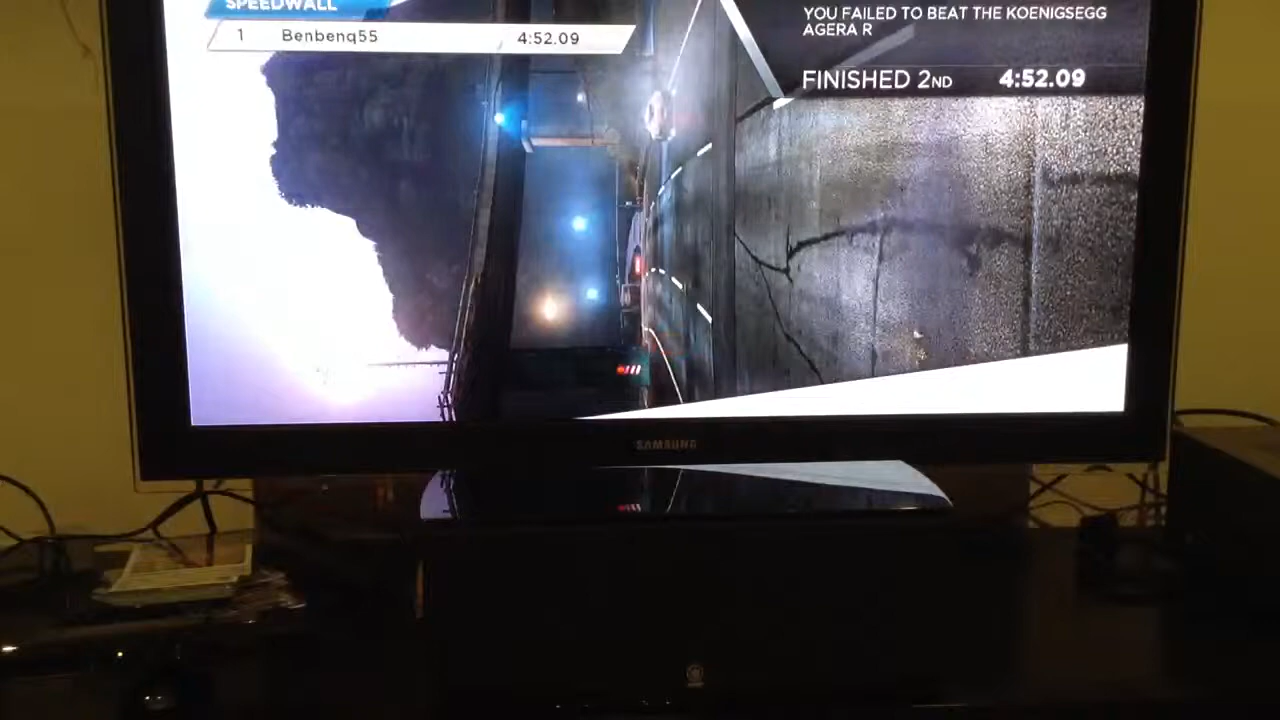 SPEEDWALL
1 Benbenq55 4:52.09
YOU FAILED TO BEAT THE KOENIGSEGG
AGERA R
FINISHED 2ND 4:52.09
SAMSUNG